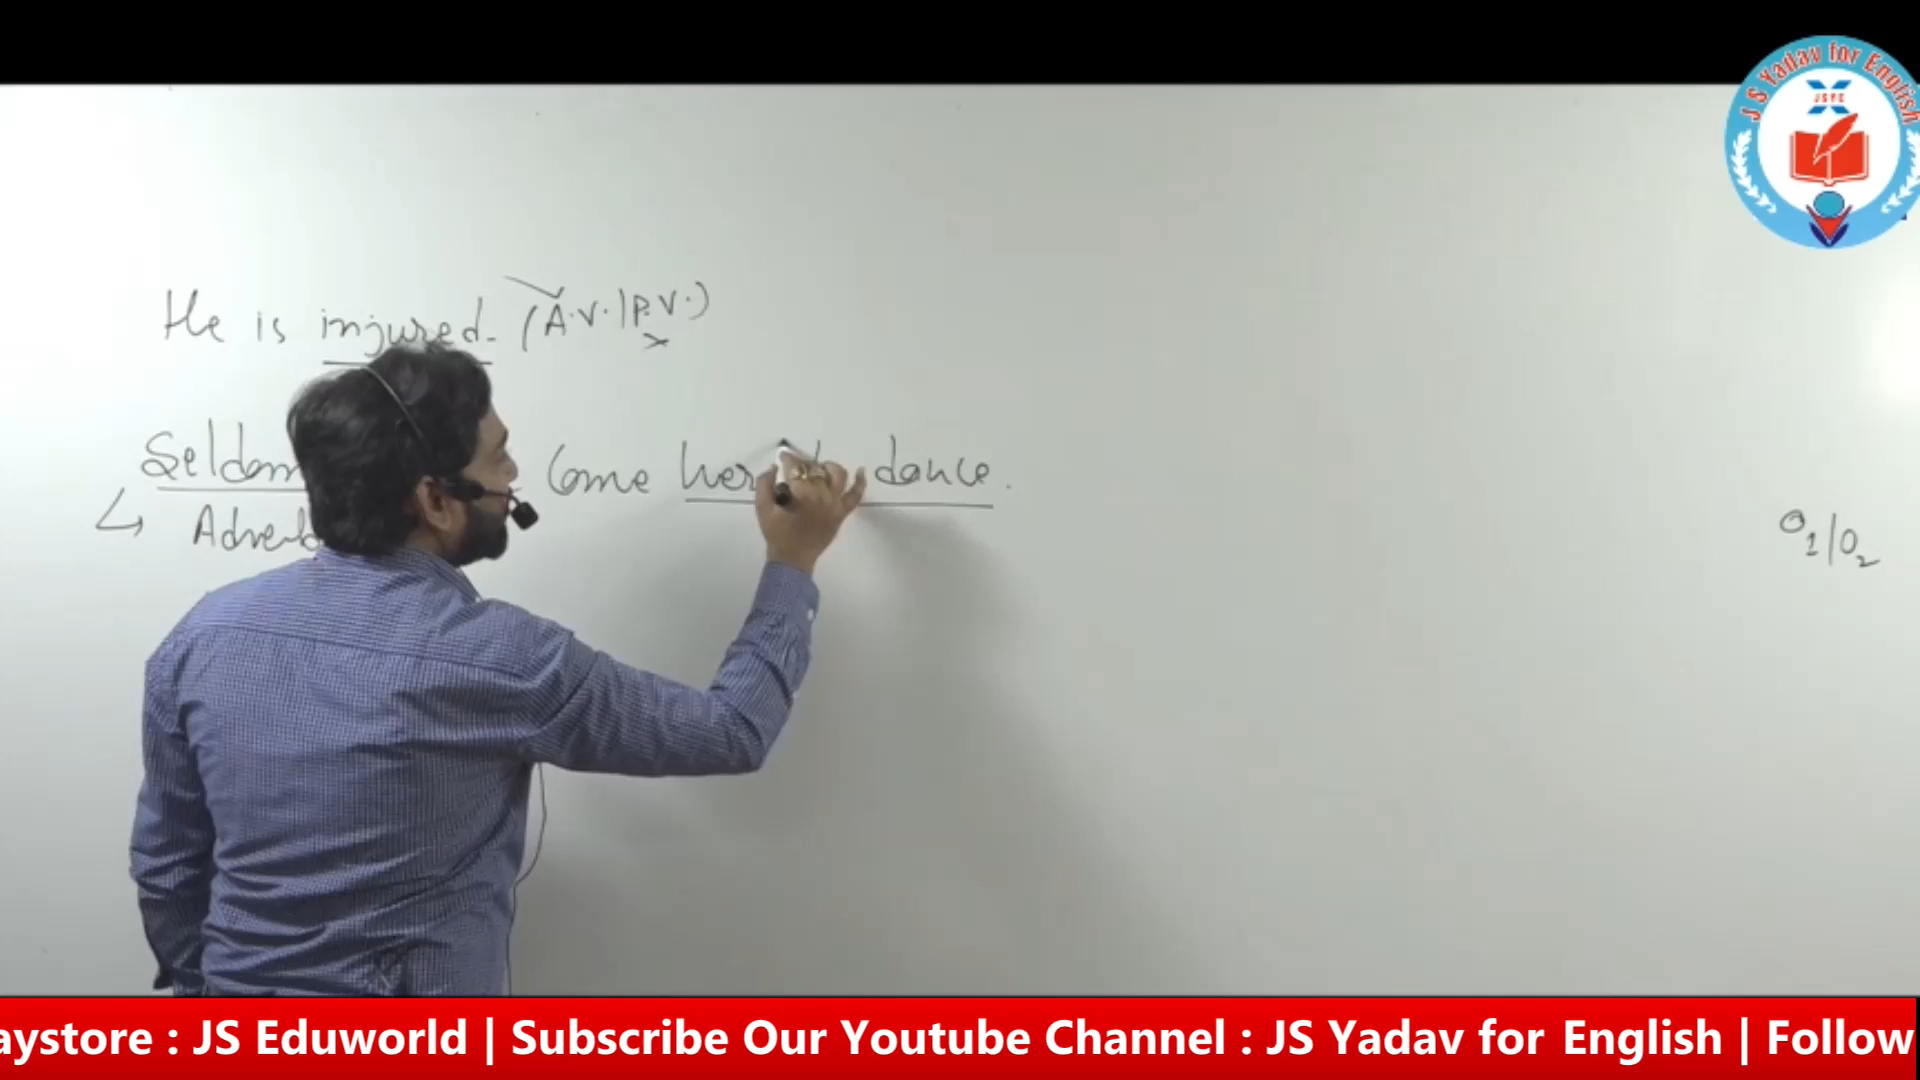 J S Yadav for English
JSYC
He is injured. (A.V. | P.V.)
x
Seldom come dance.
↳ Adverb
O1/O2
aystore : JS Eduworld | Subscribe Our Youtube Channel : JS Yadav for English | Follow